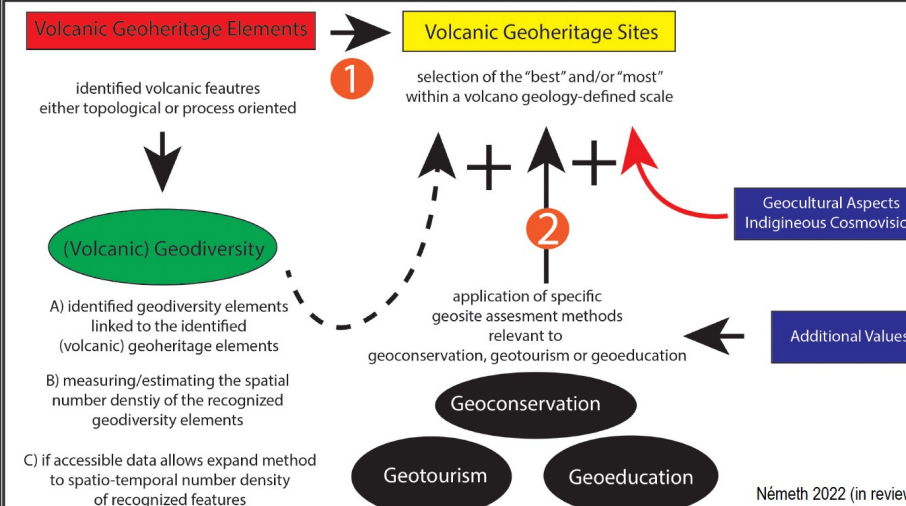 Volcanic Geoheritage Elements
Volcanic Geoheritage Sites
1
identified volcanic feautres
either topological or process oriented
selection of the “best” and/or “most”
within a volcano geology-defined scale
+
+
Geocultural Aspects
Indigineous Cosmovisio
2
(Volcanic) Geodiversity
A) identified geodiversity elements
linked to the identified
(volcanic) geoheritage elements
B) measuring/estimating the spatial
number denstiy of the recognized
geodiversity elements
C) if accessible data allows expand method
to spatio-temporal number density
of recognized features
application of specific
geosite assesment methods
relevant to
geoconservation, geotourism or geoeducation
Additional Values
Geoconservation
Geotourism
Geoeducation
Németh 2022 (in review